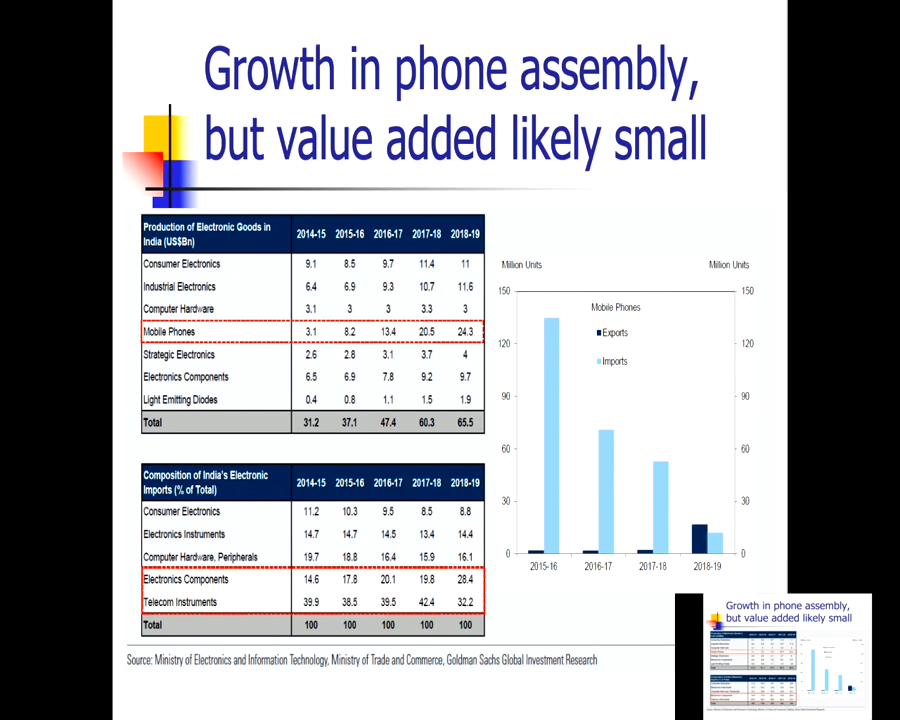 Growth in phone assembly,
but value added likely small
Production of Electronic Goods in
India (US$Bn) 2014-15 2015-16 2016-17 2017-18 2018-19
Consumer Electronics 9.1 8.5 9.7 11.4 11
Industrial Electronics 6.4 6.9 9.3 10.7 11.6
Computer Hardware 3.1 3 3 3.3 3
Mobile Phones 3.1 8.2 13.4 20.5 24.3
Strategic Electronics 2.6 2.8 3.1 3.7 4
Electronics Components 6.5 6.9 7.8 9.2 9.7
Light Emitting Diodes 0.4 0.8 1.1 1.5 1.9
Total 31.2 37.1 47.4 60.3 65.5
Composition of India's Electronic
Imports (% of Total) 2014-15 2015-16 2016-17 2017-18 2018-19
Consumer Electronics 11.2 10.3 9.5 8.5 8.8
Electronics Instruments 14.7 14.7 14.5 13.4 14.4
Computer Hardware, Peripherals 19.7 18.8 16.4 15.9 16.1
Electronics Components 14.6 17.8 20.1 19.8 28.4
Telecom Instruments 39.9 38.5 39.5 42.4 32.2
Total 100 100 100 100 100
Million Units Million Units
150 150
Mobile Phones
Exports
120 120
Imports
90 90
60 60
30 30
0 0
2015-16 2016-17 2017-18 2018-19
Source: Ministry of Electronics and Information Technology, Ministry of Trade and Commerce, Goldman Sachs Global Investment Research
Growth in phone assembly,
but value added likely small